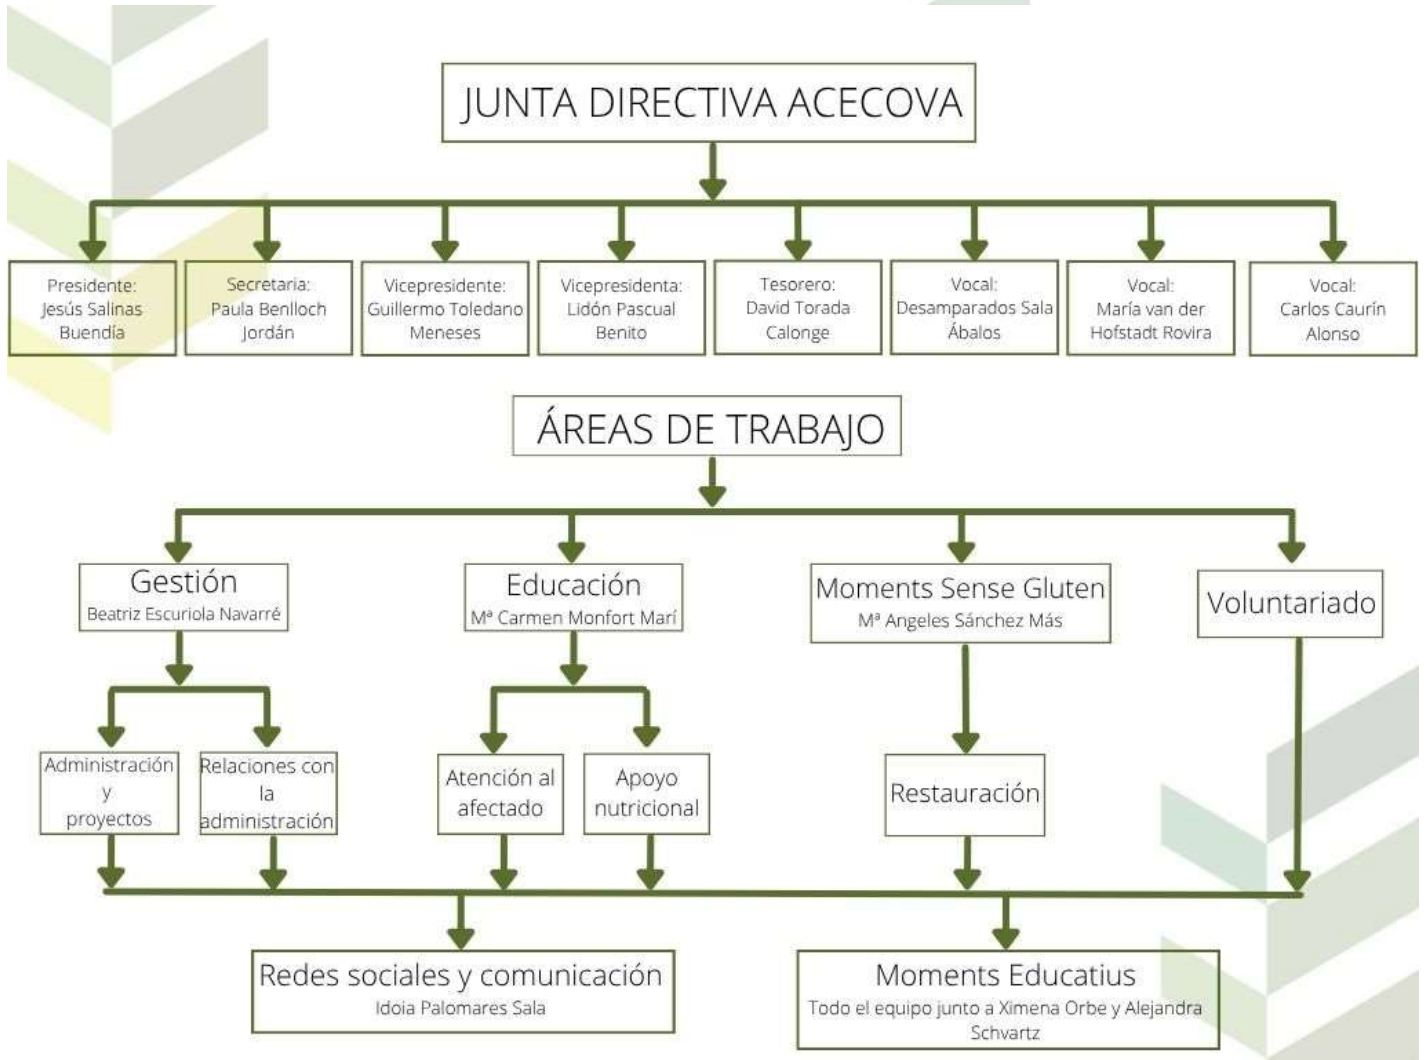 JUNTA DIRECTIVA ACECOVA
Presidente:
Jesús Salinas
Buendía
Secretaria:
Paula Benlloch
Jordán
Vicepresidente:
Guillermo Toledano
Meneses
Vicepresidenta:
Lidón Pascual
Benito
Tesorero:
David Torada
Calonge
Vocal:
Desamparados Sala
Ábalos
Vocal:
María van der
Hofstadt Rovira
Vocal:
Carlos Caurín
Alonso
ÁREAS DE TRABAJO
Gestión
Beatriz Escuriola Navarré
Educación
Mª Carmen Monfort Marí
Moments Sense Gluten
Mª Angeles Sánchez Más
Voluntariado
Administración
y
proyectos
Relaciones con
la
administración
Atención al
afectado
Apoyo
nutricional
Restauración
Redes sociales y comunicación
Idoia Palomares Sala
Moments Educatius
Todo el equipo junto a Ximena Orbe y Alejandra
Schvartz